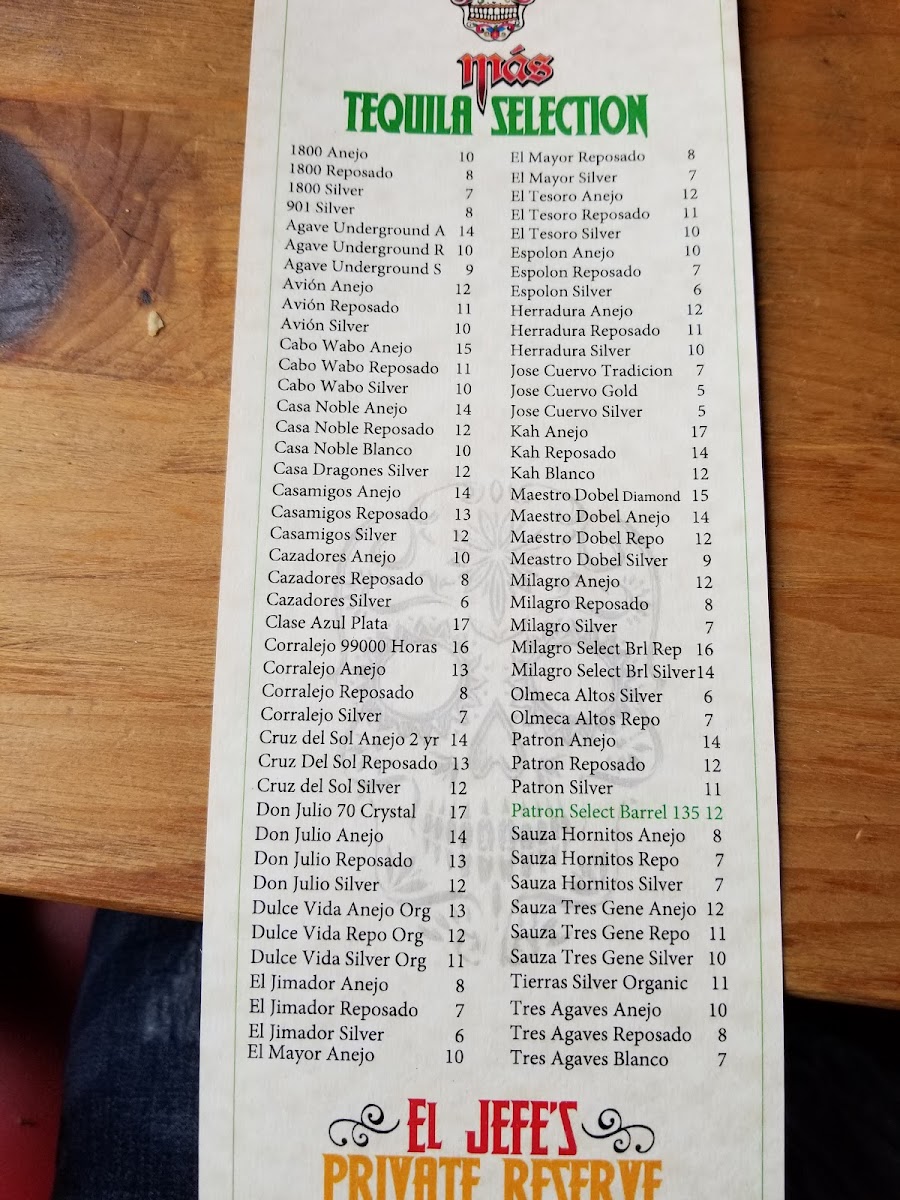 más
TEQUILA SELECTION
1800 Anejo 10
1800 Reposado 8
1800 Silver 7
901 Silver 8
Agave Underground A 14
Agave Underground R 10
Agave Underground S 9
Avión Anejo 12
Avión Reposado 11
Avión Silver 10
Cabo Wabo Anejo 15
Cabo Wabo Reposado 11
Cabo Wabo Silver 10
Casa Noble Anejo 14
Casa Noble Reposado 12
Casa Noble Blanco 10
Casa Dragones Silver 12
Casamigos Anejo 14
Casamigos Reposado 13
Casamigos Silver 12
Cazadores Anejo 10
Cazadores Reposado 8
Cazadores Silver 6
Clase Azul Plata 17
Corralejo 99000 Horas 16
Corralejo Anejo 13
Corralejo Reposado 8
Corralejo Silver 7
Cruz del Sol Anejo 2 yr 14
Cruz Del Sol Reposado 13
Cruz del Sol Silver 12
Don Julio 70 Crystal 17
Don Julio Anejo 14
Don Julio Reposado 13
Don Julio Silver 12
Dulce Vida Anejo Org 13
Dulce Vida Repo Org 12
Dulce Vida Silver Org 11
El Jimador Anejo 8
El Jimador Reposado 7
El Jimador Silver 6
El Mayor Anejo 10
El Mayor Reposado 8
El Mayor Silver 7
El Tesoro Anejo 12
El Tesoro Reposado 11
El Tesoro Silver 10
Espolon Anejo 10
Espolon Reposado 7
Espolon Silver 6
Herradura Anejo 12
Herradura Reposado 11
Herradura Silver 10
Jose Cuervo Tradicion 7
Jose Cuervo Gold 5
Jose Cuervo Silver 5
Kah Anejo 17
Kah Reposado 14
Kah Blanco 12
Maestro Dobel Diamond 15
Maestro Dobel Anejo 14
Maestro Dobel Repo 12
Meastro Dobel Silver 9
Milagro Anejo 12
Milagro Reposado 8
Milagro Silver 7
Milagro Select Brl Rep 16
Milagro Select Brl Silver 14
Olmeca Altos Silver 6
Olmeca Altos Repo 7
Patron Anejo 14
Patron Reposado 12
Patron Silver 11
Patron Select Barrel 135 12
Sauza Hornitos Anejo 8
Sauza Hornitos Repo 7
Sauza Hornitos Silver 7
Sauza Tres Gene Anejo 12
Sauza Tres Gene Repo 11
Sauza Tres Gene Silver 10
Tierras Silver Organic 11
Tres Agaves Anejo 10
Tres Agaves Reposado 8
Tres Agaves Blanco 7
EL JEFE'S
PRIVATE RESERVE